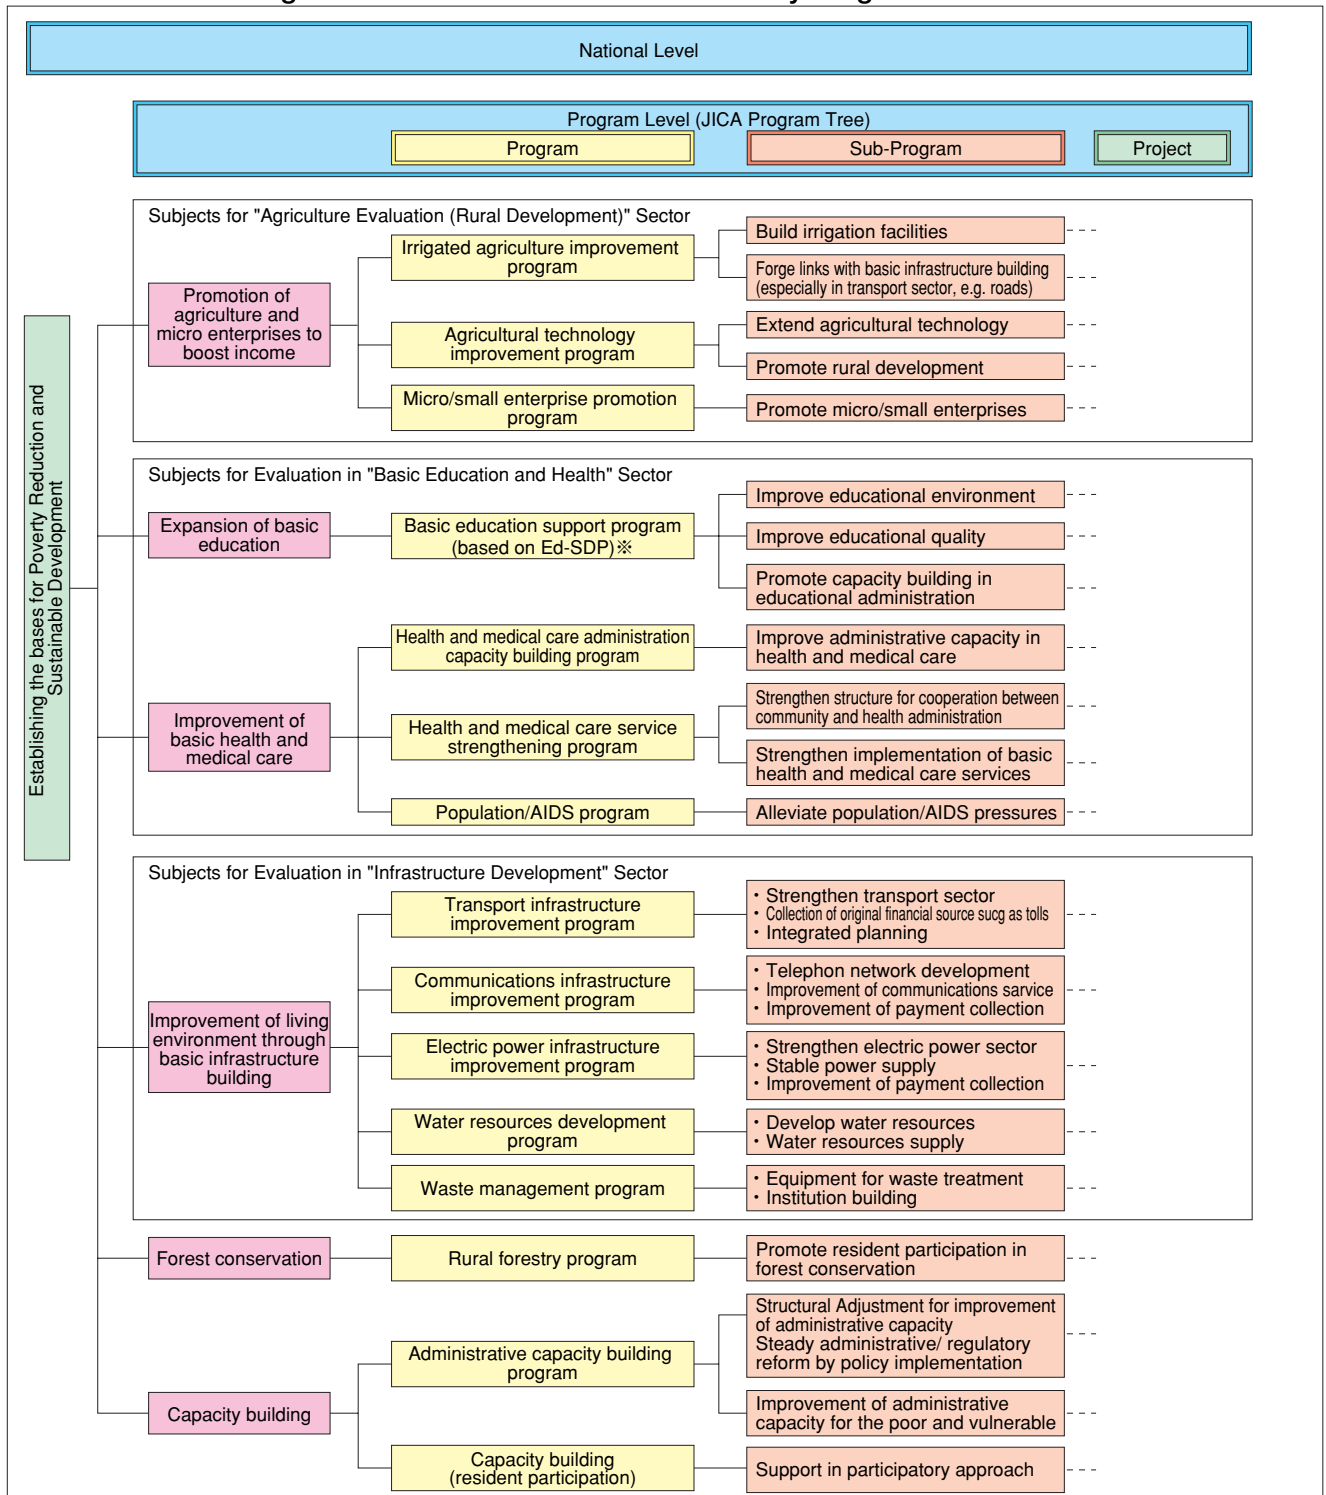 National Level
Program Level (JICA Program Tree)
Program
Sub-Program
Project
Establishing the bases for Poverty Reduction and
Sustainable Development
Subjects for "Agriculture Evaluation (Rural Development)" Sector
Promotion of
agriculture and
micro enterprises to
boost income
Irrigated agriculture improvement
program
Build irrigation facilities
Forge links with basic infrastructure building
(especially in transport sector, e.g. roads)
Agricultural technology
improvement program
Extend agricultural technology
Promote rural development
Micro/small enterprise promotion
program
Promote micro/small enterprises
Subjects for Evaluation in "Basic Education and Health" Sector
Expansion of basic
education
Basic education support program
(based on Ed-SDP)※
Improve educational environment
Improve educational quality
Promote capacity building in
educational administration
Improvement of
basic health and
medical care
Health and medical care administration
capacity building program
Improve administrative capacity in
health and medical care
Health and medical care service
strengthening program
Strengthen structure for cooperation between
community and health administration
Strengthen implementation of basic
health and medical care services
Population/AIDS program
Alleviate population/AIDS pressures
Subjects for Evaluation in "Infrastructure Development" Sector
Improvement of living
environment through
basic infrastructure
building
Transport infrastructure
improvement program
・Strengthen transport sector
・Collection of original financial source sucg as tolls
・Integrated planning
Communications infrastructure
improvement program
・Telephon network development
・Improvement of communications sarvice
・Improvement of payment collection
Electric power infrastructure
improvement program
・Strengthen electric power sector
・Stable power supply
・Improvement of payment collection
Water resources development
program
・Develop water resources
・Water resources supply
Waste management program
・Equipment for waste treatment
・Institution building
Forest conservation
Rural forestry program
Promote resident participation in
forest conservation
Capacity building
Administrative capacity building
program
Structural Adjustment for improvement
of administrative capacity
Steady administrative/ regulatory
reform by policy implementation
Improvement of administrative
capacity for the poor and vulnerable
Capacity building
(resident participation)
Support in participatory approach